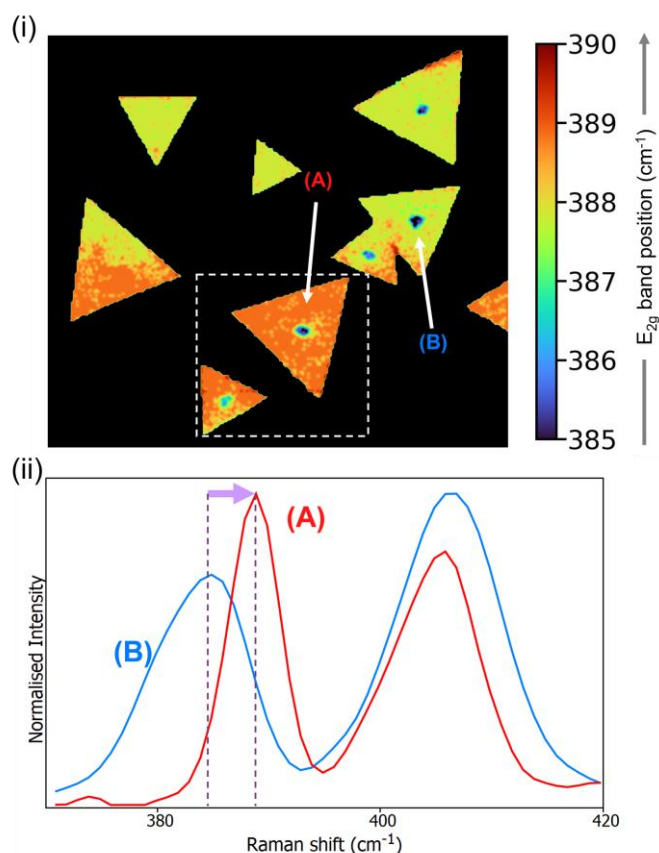 (i)
(A)
(B)
390
389
388
387
386
385
E2g band position (cm-1)
(ii)
(A)
(B)
Normalised Intensity
380
400
420
Raman shift (cm-1)